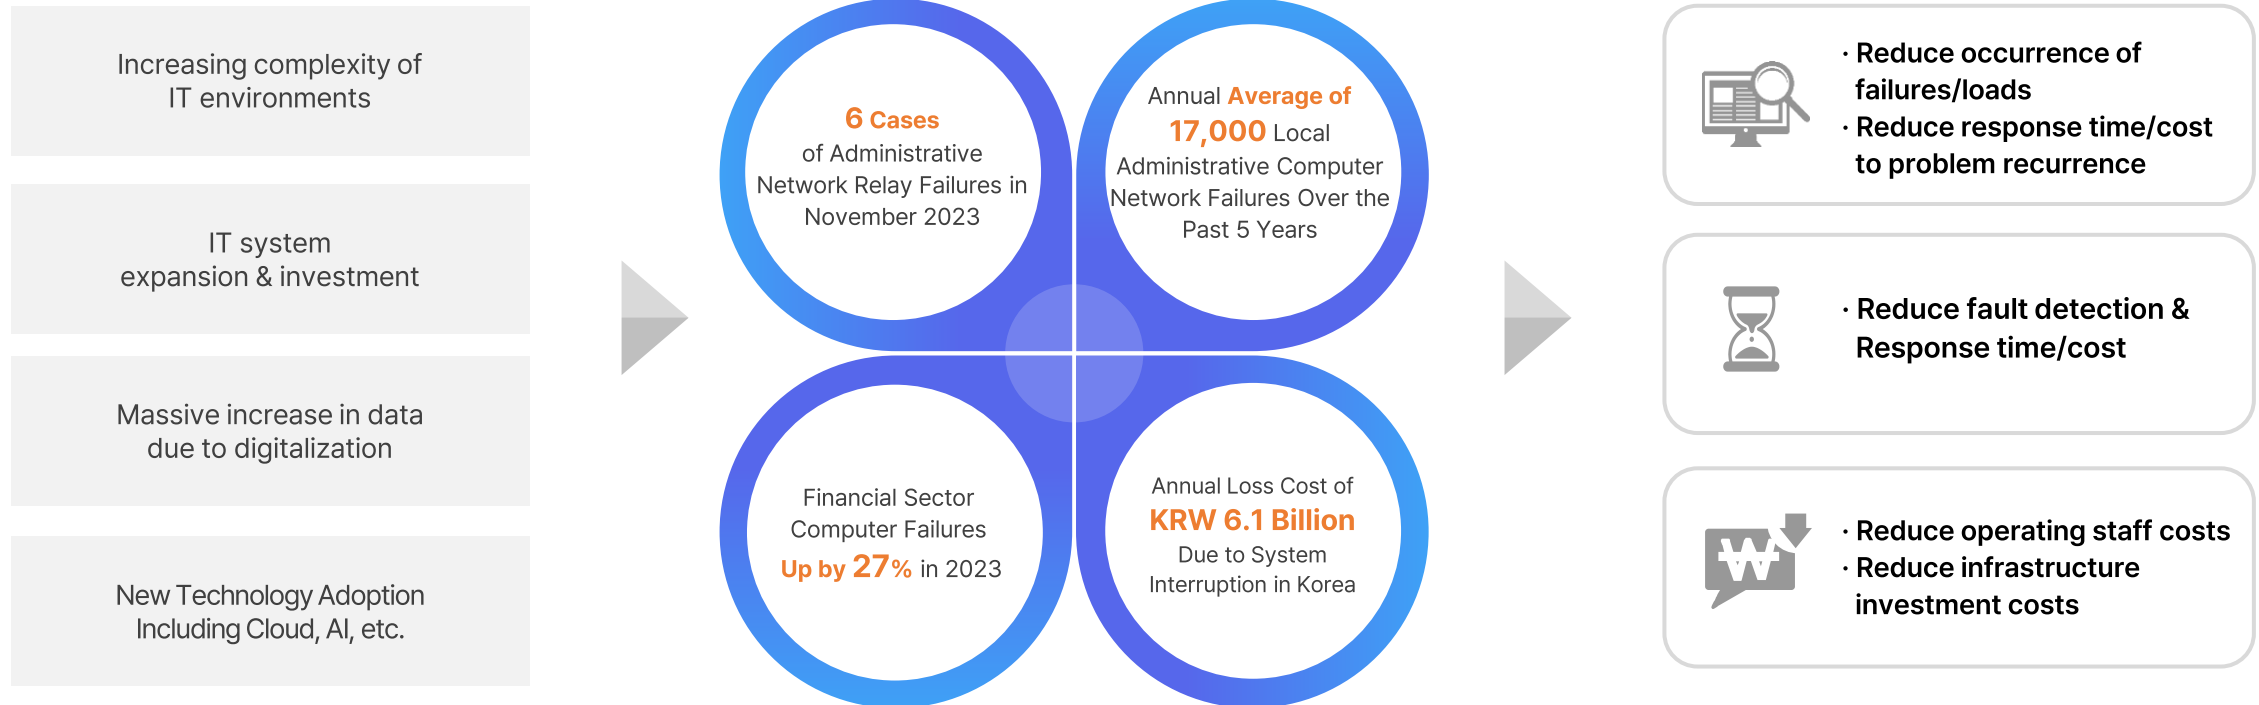 Increasing complexity of
IT environments
IT system
expansion & investment
Massive increase in data
due to digitalization
New Technology Adoption
Including Cloud, AI, etc.
6 Cases
of Administrative
Network Relay Failures in
November 2023
Annual Average of
17,000 Local
Administrative Computer
Network Failures Over the
Past 5 Years
Financial Sector
Computer Failures
Up by 27% in 2023
Annual Loss Cost of
KRW 6.1 Billion
Due to System
Interruption in Korea
· Reduce occurrence of
failures/loads
· Reduce response time/cost
to problem recurrence
· Reduce fault detection &
Response time/cost
₩
· Reduce operating staff costs
· Reduce infrastructure
investment costs